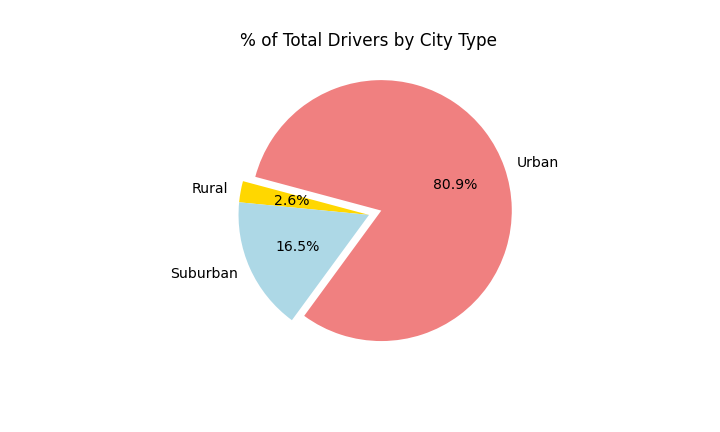 % of Total Drivers by City Type
Urban
80.9%
Rural
2.6%
16.5%
Suburban